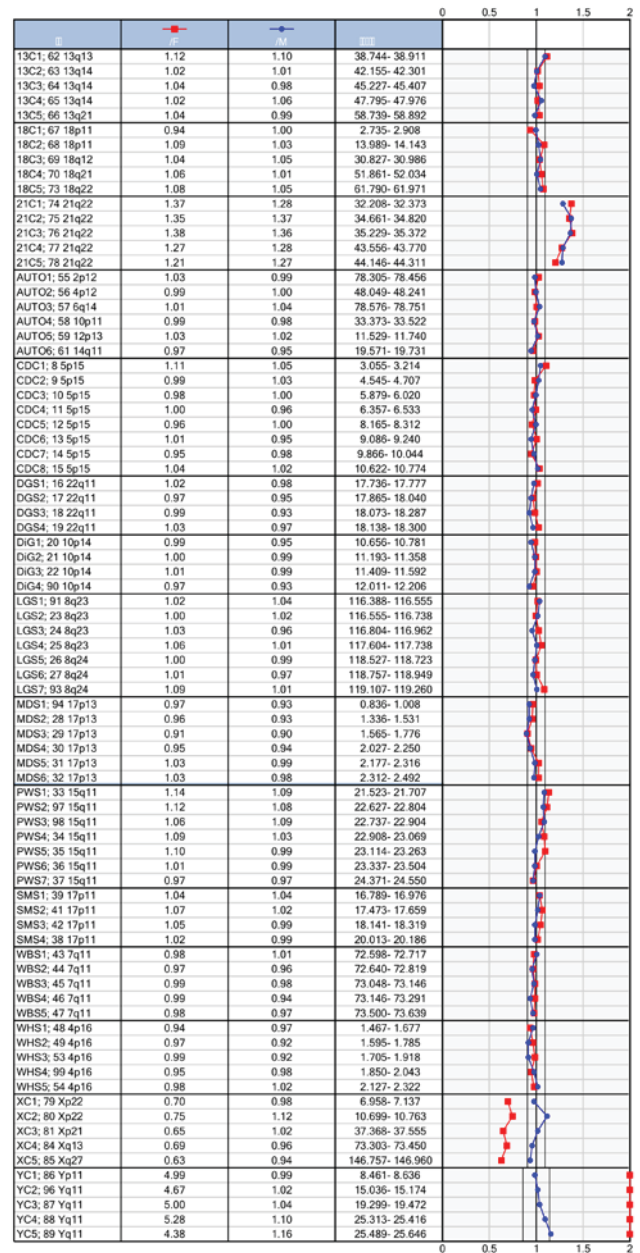 0 0.5 1 1.5 2
/F /M
13C1; 62 13q13 1.12 1.10 38.744- 38.911
13C2; 63 13q14 1.02 1.01 42.155- 42.301
13C3; 64 13q14 1.04 0.98 45.227- 45.407
13C4; 65 13q14 1.02 1.06 47.795- 47.976
13C5; 66 13q21 1.04 0.99 58.739- 58.892
18C1; 67 18p11 0.94 1.00 2.735- 2.908
18C2; 68 18p11 1.09 1.03 13.989- 14.143
18C3; 69 18q12 1.04 1.05 30.827- 30.986
18C4; 70 18q21 1.06 1.01 51.861- 52.034
18C5; 73 18q22 1.08 1.05 61.790- 61.971
21C1; 74 21q22 1.37 1.28 32.208- 32.373
21C2; 75 21q22 1.35 1.37 34.661- 34.820
21C3; 76 21q22 1.38 1.36 35.229- 35.372
21C4; 77 21q22 1.27 1.28 43.556- 43.770
21C5; 78 21q22 1.21 1.27 44.146- 44.311
AUTO1; 55 2p12 1.03 0.99 78.305- 78.456
AUTO2; 56 4p12 0.99 1.00 48.049- 48.241
AUTO3; 57 6q14 1.01 1.04 78.576- 78.751
AUTO4; 58 10p11 0.99 0.98 33.373- 33.522
AUTO5; 59 12p13 1.03 1.02 11.529- 11.740
AUTO6; 61 14q11 0.97 0.95 19.571- 19.731
CDC1; 8 5p15 1.11 1.05 3.055- 3.214
CDC2; 9 5p15 0.99 1.03 4.545- 4.707
CDC3; 10 5p15 0.98 1.00 5.879- 6.020
CDC4; 11 5p15 1.00 0.96 6.357- 6.533
CDC5; 12 5p15 0.96 1.00 8.165- 8.312
CDC6; 13 5p15 1.01 0.95 9.086- 9.240
CDC7; 14 5p15 0.95 0.98 9.866- 10.044
CDC8; 15 5p15 1.04 1.02 10.622- 10.774
DGS1; 16 22q11 1.02 0.98 17.736- 17.777
DGS2; 17 22q11 0.97 0.95 17.865- 18.040
DGS3; 18 22q11 0.99 0.93 18.073- 18.287
DGS4; 19 22q11 1.03 0.97 18.138- 18.300
DiG1; 20 10p14 0.99 0.95 10.656- 10.781
DiG2; 21 10p14 1.00 0.99 11.193- 11.358
DiG3; 22 10p14 1.01 0.99 11.409- 11.592
DiG4; 90 10p14 0.97 0.93 12.011- 12.206
LGS1; 91 8q23 1.02 1.04 116.388- 116.555
LGS2; 23 8q23 1.00 1.02 116.555- 116.738
LGS3; 24 8q23 1.03 0.96 116.804- 116.962
LGS4; 25 8q23 1.06 1.01 117.604- 117.738
LGS5; 26 8q24 1.00 0.99 118.527- 118.723
LGS6; 27 8q24 1.01 0.97 118.757- 118.949
LGS7; 93 8q24 1.09 1.01 119.107- 119.260
MDS1; 94 17p13 0.97 0.93 0.836- 1.008
MDS2; 28 17p13 0.96 0.93 1.336- 1.531
MDS3; 29 17p13 0.91 0.90 1.565- 1.776
MDS4; 30 17p13 0.95 0.94 2.027- 2.250
MDS5; 31 17p13 1.03 0.99 2.177- 2.316
MDS6; 32 17p13 1.03 0.98 2.312- 2.492
PWS1; 33 15q11 1.14 1.09 21.523- 21.707
PWS2; 97 15q11 1.12 1.08 22.627- 22.804
PWS3; 98 15q11 1.06 1.09 22.737- 22.904
PWS4; 34 15q11 1.09 1.03 22.908- 23.069
PWS5; 35 15q11 1.10 0.99 23.114- 23.263
PWS6; 36 15q11 1.01 0.99 23.337- 23.504
PWS7; 37 15q11 0.97 0.97 24.371- 24.550
SMS1; 39 17p11 1.04 1.04 16.789- 16.976
SMS2; 41 17p11 1.07 1.02 17.473- 17.659
SMS3; 42 17p11 1.05 0.99 18.141- 18.319
SMS4; 38 17p11 1.02 0.99 20.013- 20.186
WBS1; 43 7q11 0.98 1.01 72.598- 72.717
WBS2; 44 7q11 0.97 0.96 72.640- 72.819
WBS3; 45 7q11 0.99 0.98 73.048- 73.146
WBS4; 46 7q11 0.99 0.94 73.146- 73.291
WBS5; 47 7q11 0.98 0.97 73.500- 73.639
WHS1; 48 4p16 0.94 0.97 1.467- 1.677
WHS2; 49 4p16 0.97 0.92 1.595- 1.785
WHS3; 53 4p16 0.99 0.92 1.705- 1.918
WHS4; 99 4p16 0.95 0.98 1.850- 2.043
WHS5; 54 4p16 0.98 1.02 2.127- 2.322
XC1; 79 Xp22 0.70 0.98 6.958- 7.137
XC2; 80 Xp22 0.75 1.12 10.699- 10.763
XC3; 81 Xp21 0.65 1.02 37.368- 37.555
XC4; 84 Xq13 0.69 0.96 73.303- 73.450
XC5; 85 Xq27 0.63 0.94 146.757- 146.960
YC1; 86 Yp11 4.99 0.99 8.461- 8.636
YC2; 96 Yq11 4.67 1.02 15.036- 15.174
YC3; 87 Yq11 5.00 1.04 19.299- 19.472
YC4; 88 Yq11 5.28 1.10 25.313- 25.416
YC5; 89 Yq11 4.38 1.16 25.489- 25.646
0 0.5 1 1.5 2